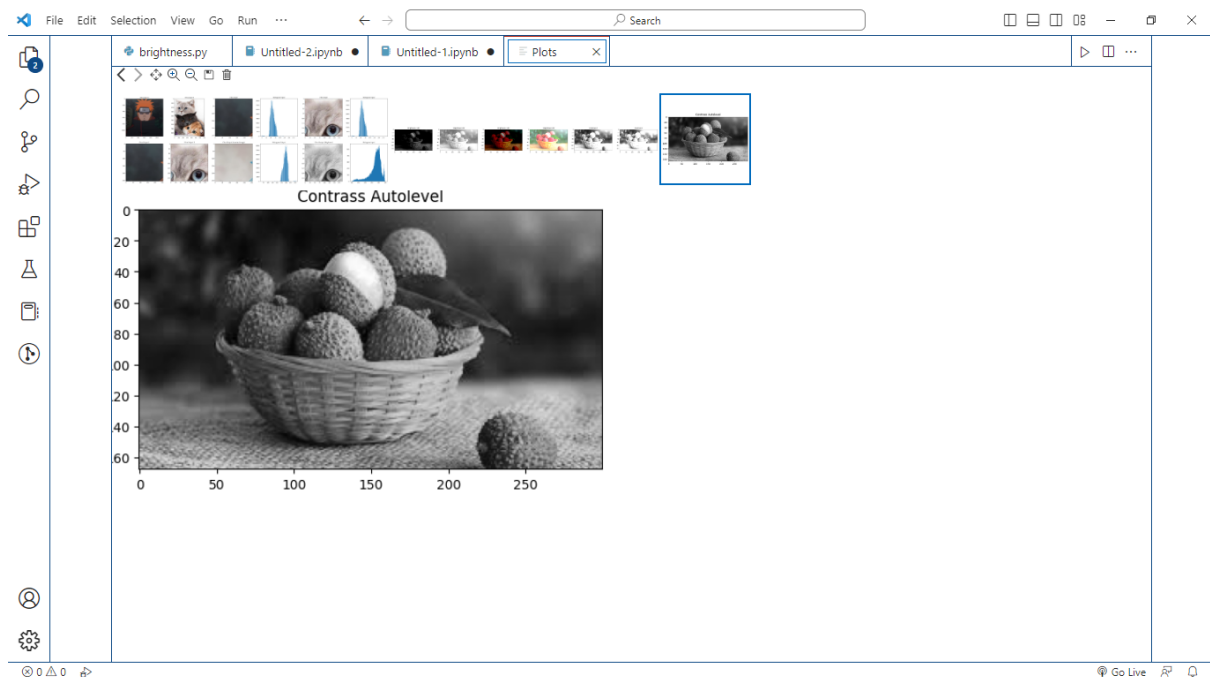 File Edit Selection View Go Run ··· Search
brightness.py Untitled-2.ipynb Untitled-1.ipynb Plots
2
Contrass Autolevel
0
20
40
60
80
.00
.20
.40
.60
0 50 100 150 200 250
0 0 Go Live